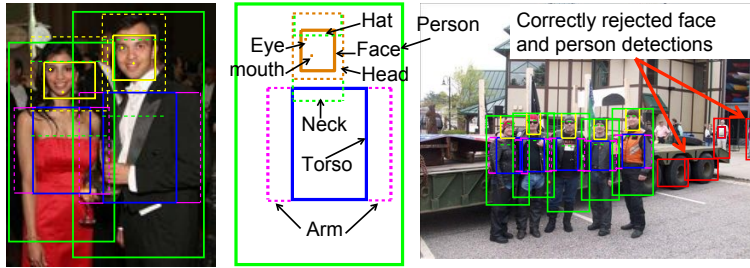 Hat
Person
Eye
Face
mouth
Head
Neck
Torso
Arm
Correctly rejected face
and person detections